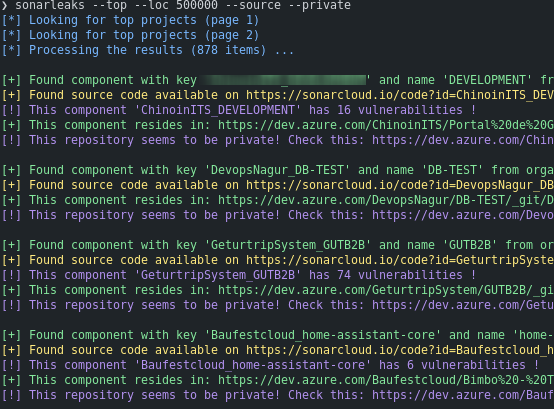 ❯ sonarleaks --top --loc 500000 --source --private
[*] Looking for top projects (page 1)
[*] Looking for top projects (page 2)
[*] Processing the results (878 items) ...
[+] Found component with key ' and name 'DEVELOPMENT' fr
[+] Found source code available on https://sonarcloud.io/code?id=ChinoinITS_DEV
[!] This component 'ChinoinITS_DEVELOPMENT' has 16 vulnerabilities !
[+] This component resides in: https://dev.azure.com/ChinoinITS/Portal%20de%20G
[!] This repository seems to be private! Check this: https://dev.azure.com/Chin
[+] Found component with key 'DevopsNagur_DB-TEST' and name 'DB-TEST' from orga
[+] Found source code available on https://sonarcloud.io/code?id=DevopsNagur_DB
[+] This component resides in: https://dev.azure.com/DevopsNagur/DB-TEST/_git/D
[!] This repository seems to be private! Check this: https://dev.azure.com/Devo
[+] Found component with key 'GeturtripSystem_GUTB2B' and name 'GUTB2B' from or
[+] Found source code available on https://sonarcloud.io/code?id=GeturtripSyste
[!] This component 'GeturtripSystem_GUTB2B' has 74 vulnerabilities !
[+] This component resides in: https://dev.azure.com/GeturtripSystem/GUTB2B/_gi
[!] This repository seems to be private! Check this: https://dev.azure.com/Getu
[+] Found component with key 'Baufestcloud_home-assistant-core' and name 'home-
[+] Found source code available on https://sonarcloud.io/code?id=Baufestcloud_h
[!] This component 'Baufestcloud_home-assistant-core' has 6 vulnerabilities !
[+] This component resides in: https://dev.azure.com/Baufestcloud/Bimbo%20-%20T
[!] This repository seems to be private! Check this: https://dev.azure.com/Bauf